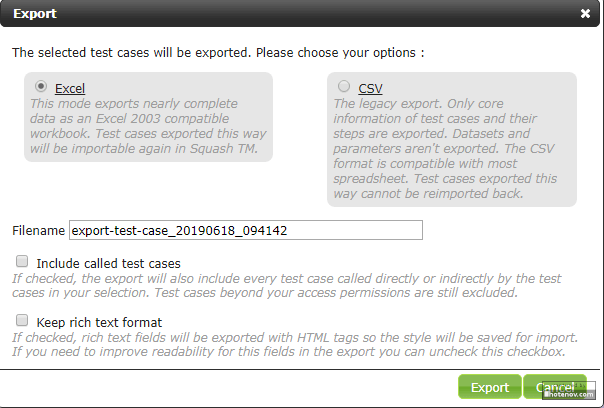 Export
The selected test cases will be exported. Please choose your options :
Excel
This mode exports nearly complete
data as an Excel 2003 compatible
workbook. Test cases exported this way
will be importable again in Squash TM.
CSV
The legacy export. Only core
information of test cases and their
steps are exported. Datasets and
parameters aren't exported. The CSV
format is compatible with most
spreadsheet. Test cases exported this
way cannot be reimported back.
Filename export-test-case_20190618_094142
Include called test cases
If checked, the export will also include every test case called directly or indirectly by the test
cases in your selection. Test cases beyond your access permissions are still excluded.
Keep rich text format
If checked, rich text fields will be exported with HTML tags so the style will be saved for import.
If you need to improve readability for this fields in the export you can uncheck this checkbox.
Export Cancel
hotenov.com